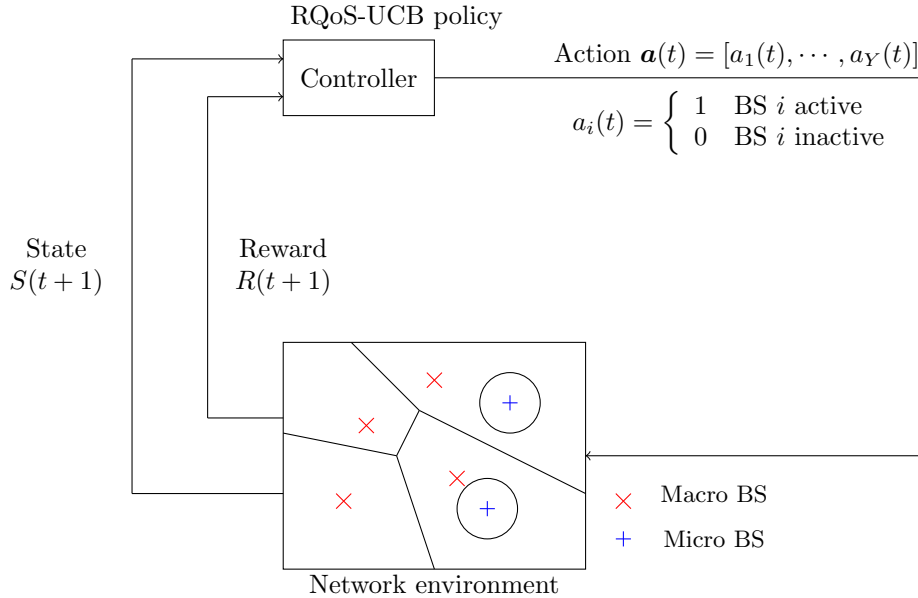 RQoS-UCB policy
Controller
Action a(t) = [a₁(t), ⋯ , a_Y(t)]
a_i(t) = { 1 BS i active
0 BS i inactive
State
S(t + 1)
Reward
R(t + 1)
Macro BS
Micro BS
Network environment